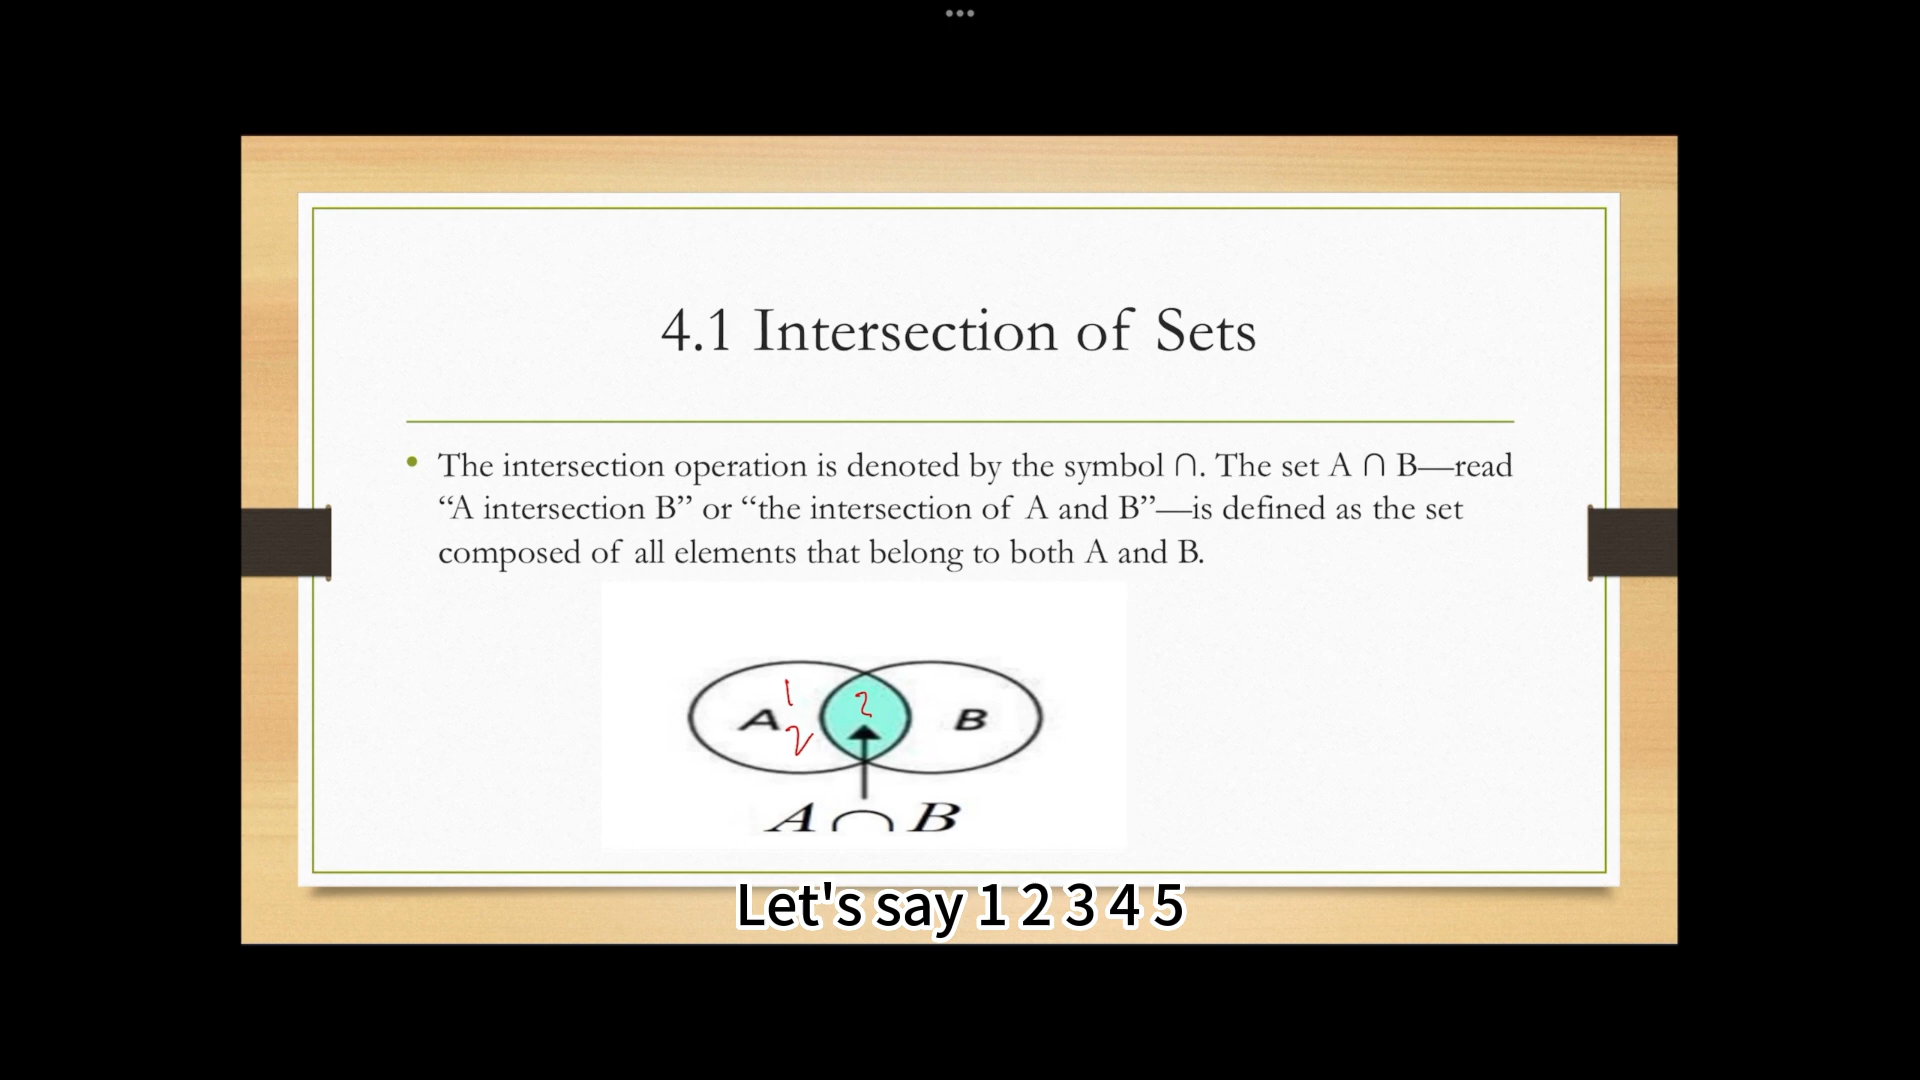 4.1 Intersection of Sets
• The intersection operation is denoted by the symbol ∩. The set A ∩ B—read
“A intersection B” or “the intersection of A and B”—is defined as the set
composed of all elements that belong to both A and B.
1
A 2 B
2
A ∩ B
Let's say 1 2 3 4 5